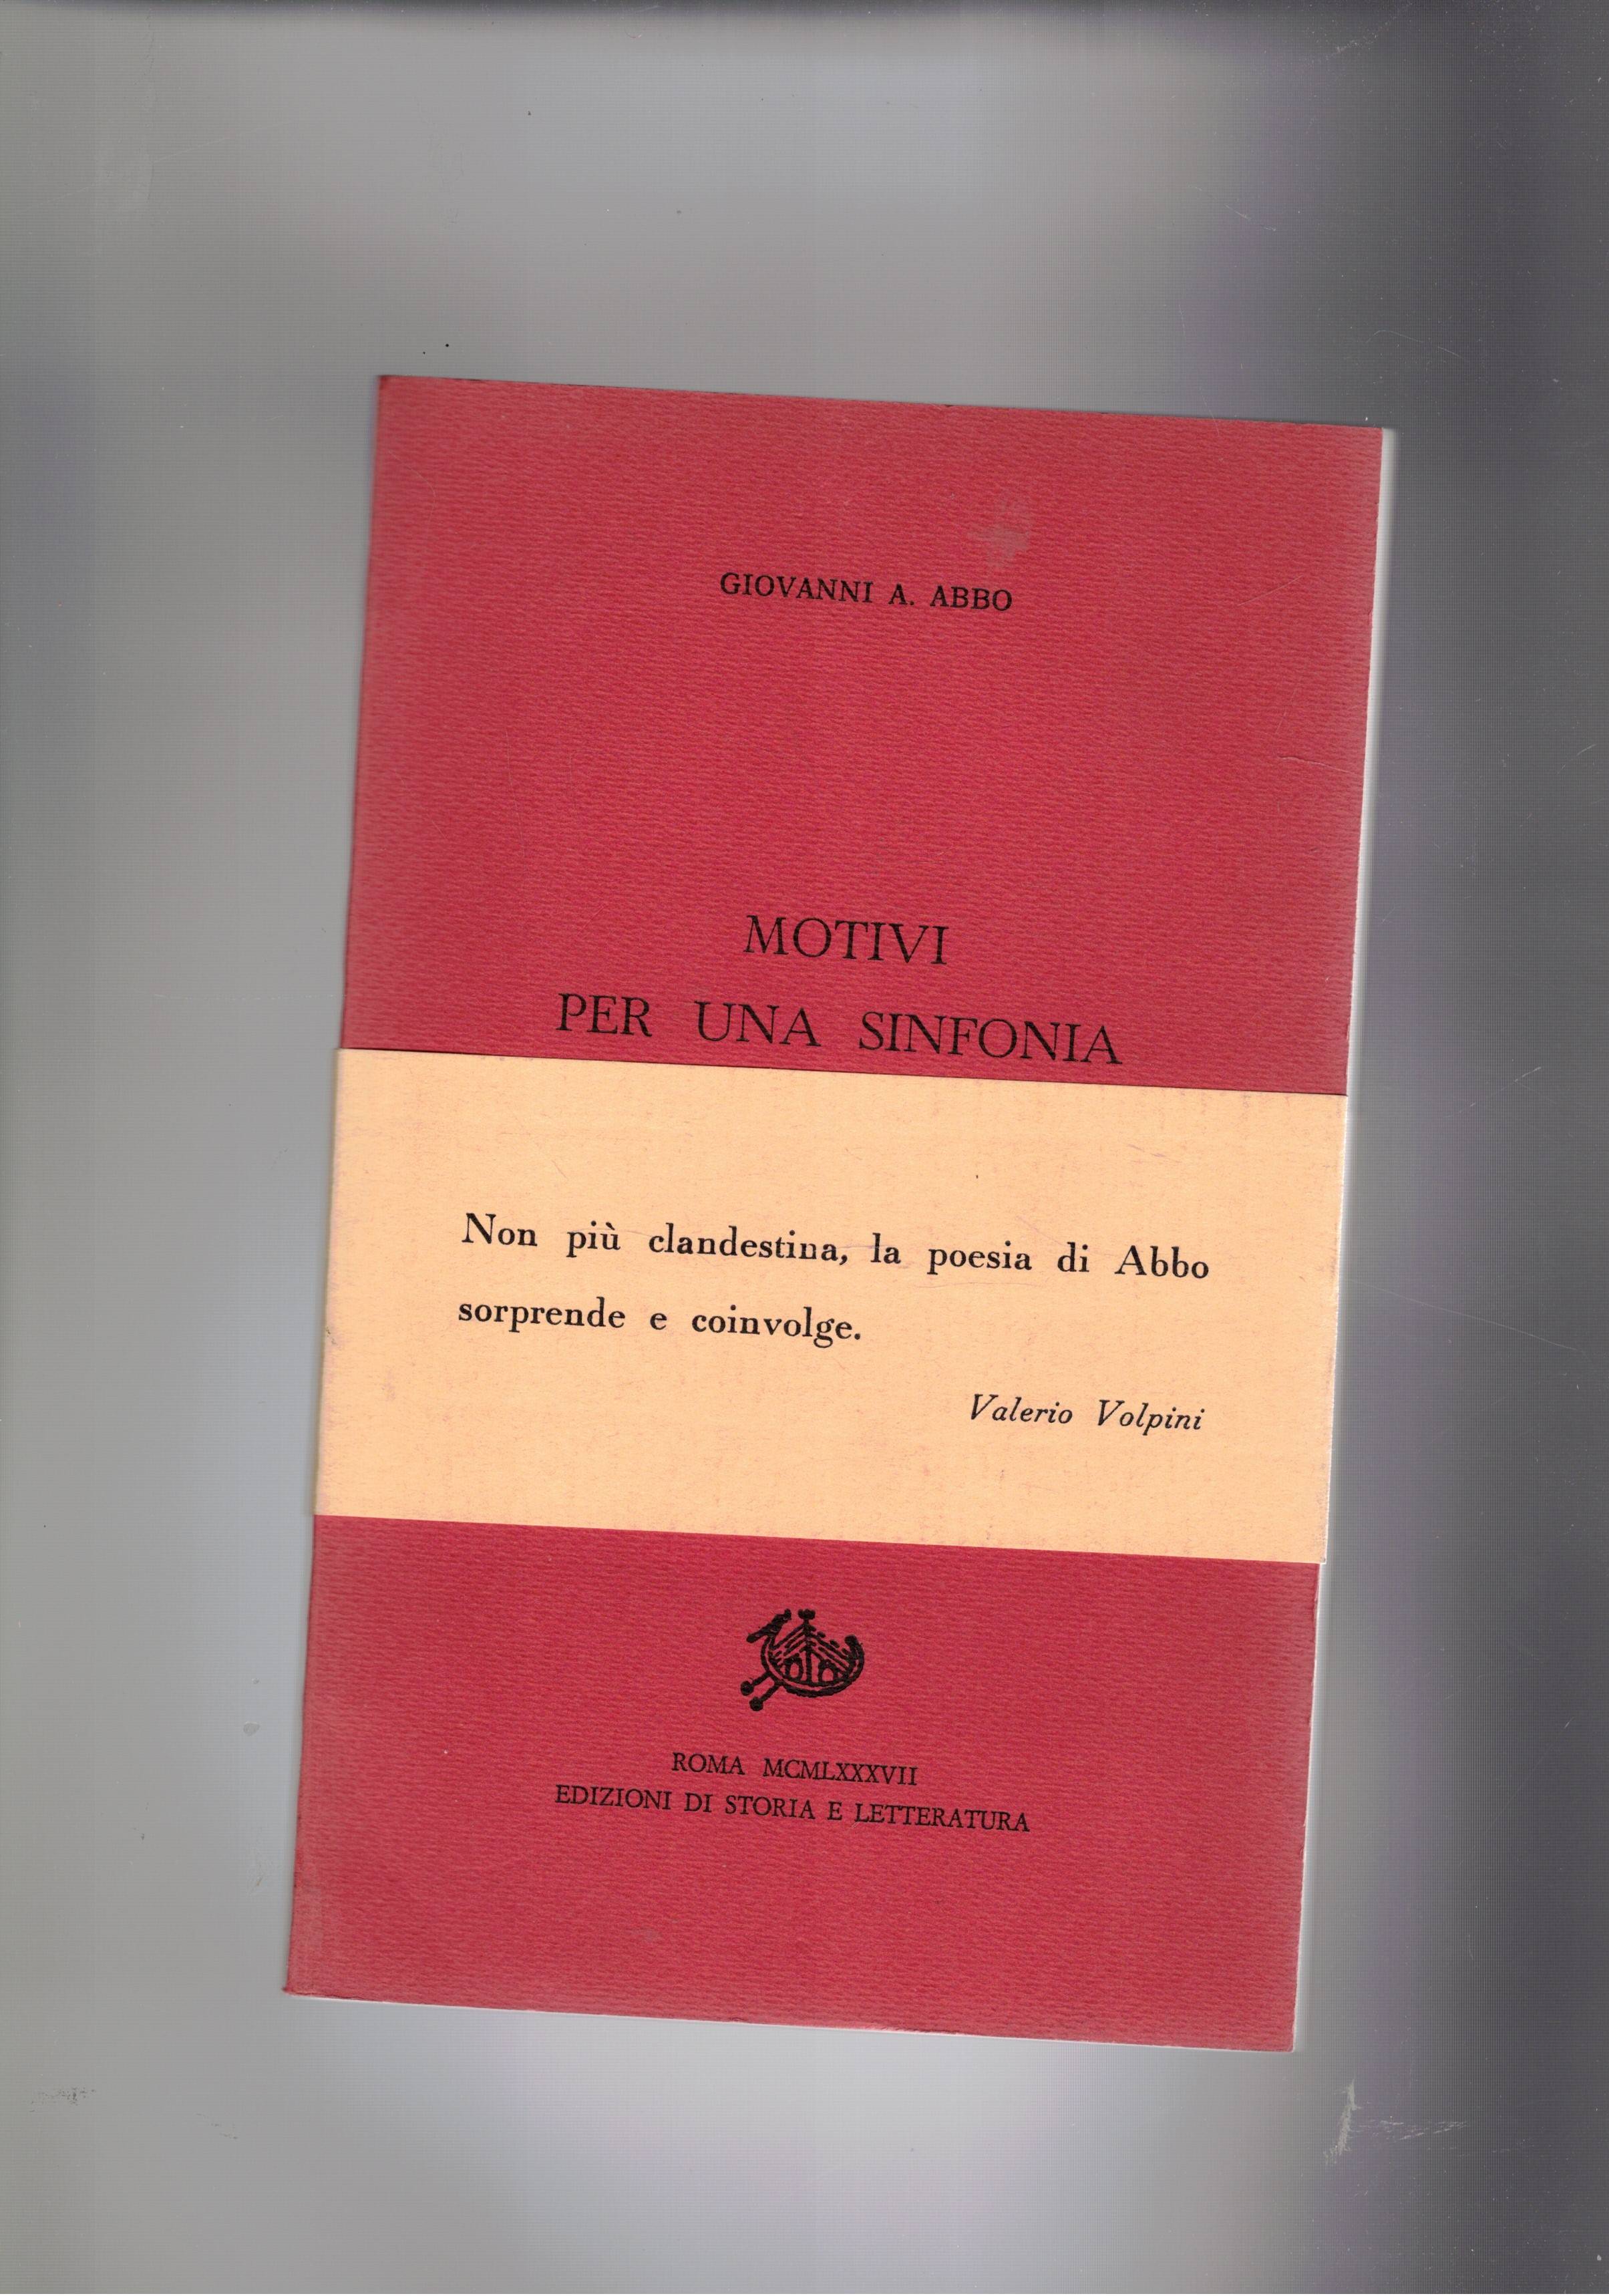 GIOVANNI A. ABBO
MOTIVI
PER UNA SINFONIA
Non più clandestina, la poesia di Abbo
sorprende e coinvolge.
Valerio Volpini
ROMA MCMLXXXVII
EDIZIONI DI STORIA E LETTERATURA